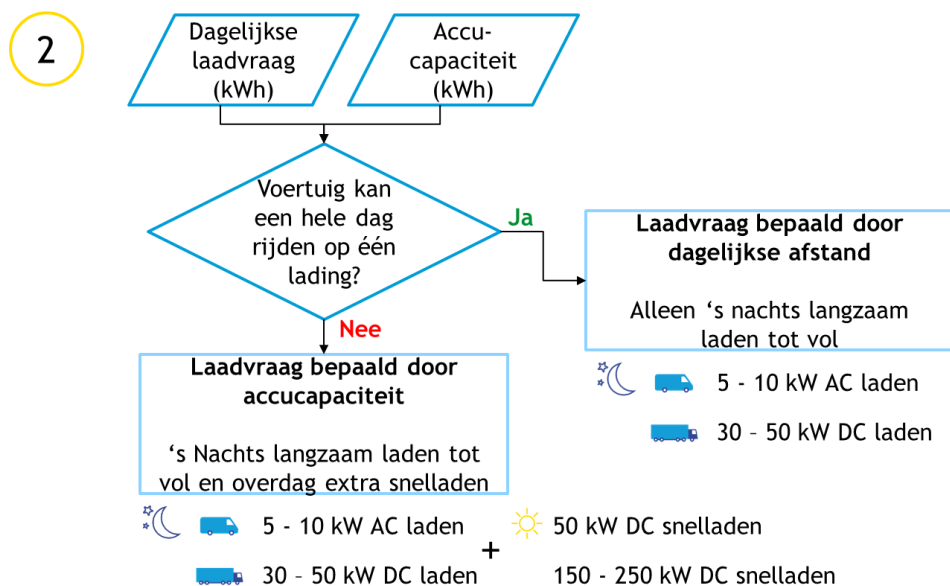 2
Dagelijkse
laadvraag
(kWh)
Accu-
capaciteit
(kWh)
Voertuig kan
een hele dag
rijden op één
lading?
Ja
Laadvraag bepaald door
dagelijkse afstand
Alleen ‘s nachts langzaam
laden tot vol
5 - 10 kW AC laden
30 – 50 kW DC laden
Nee
Laadvraag bepaald door
accucapaciteit
‘s Nachts langzaam laden tot
vol en overdag extra snelladen
5 - 10 kW AC laden
30 – 50 kW DC laden
+
50 kW DC snelladen
150 - 250 kW DC snelladen